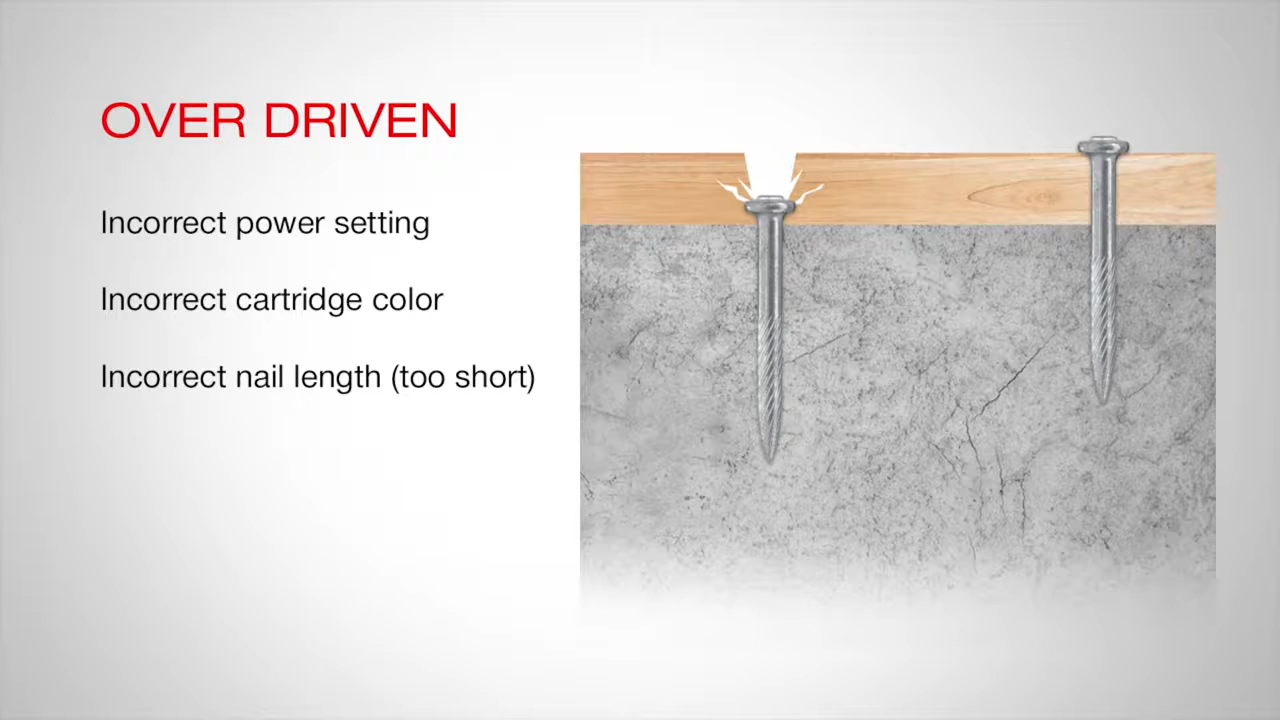 OVER DRIVEN
Incorrect power setting
Incorrect cartridge color
Incorrect nail length (too short)